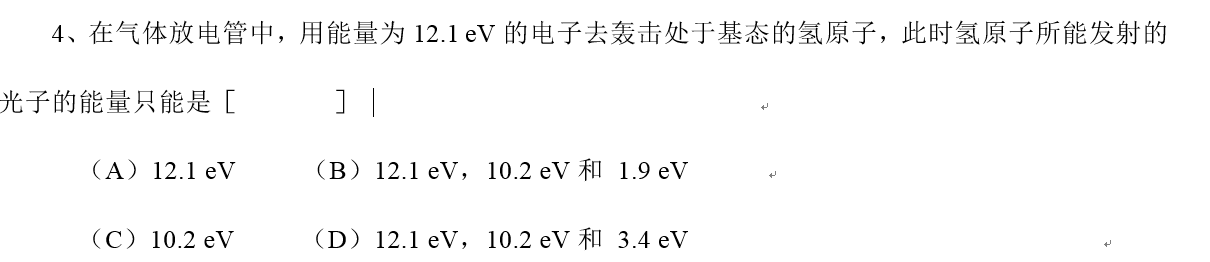 4、在气体放电管中，用能量为 12.1 eV 的电子去轰击处于基态的氢原子，此时氢原子所能发射的
光子的能量只能是［　　　］
（A）12.1 eV　　（B）12.1 eV，10.2 eV 和 1.9 eV
（C）10.2 eV　　（D）12.1 eV，10.2 eV 和 3.4 eV